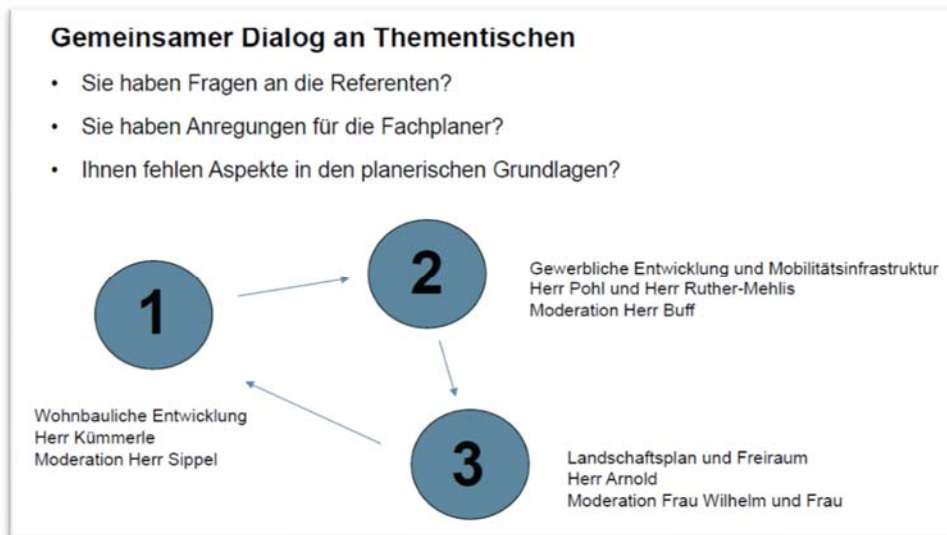 Gemeinsamer Dialog an Thementischen
• Sie haben Fragen an die Referenten?
• Sie haben Anregungen für die Fachplaner?
• Ihnen fehlen Aspekte in den planerischen Grundlagen?
1
Wohnbauliche Entwicklung
Herr Kümmerle
Moderation Herr Sippel
2
Gewerbliche Entwicklung und Mobilitätsinfrastruktur
Herr Pohl und Herr Ruther-Mehlis
Moderation Herr Buff
3
Landschaftsplan und Freiraum
Herr Arnold
Moderation Frau Wilhelm und Frau